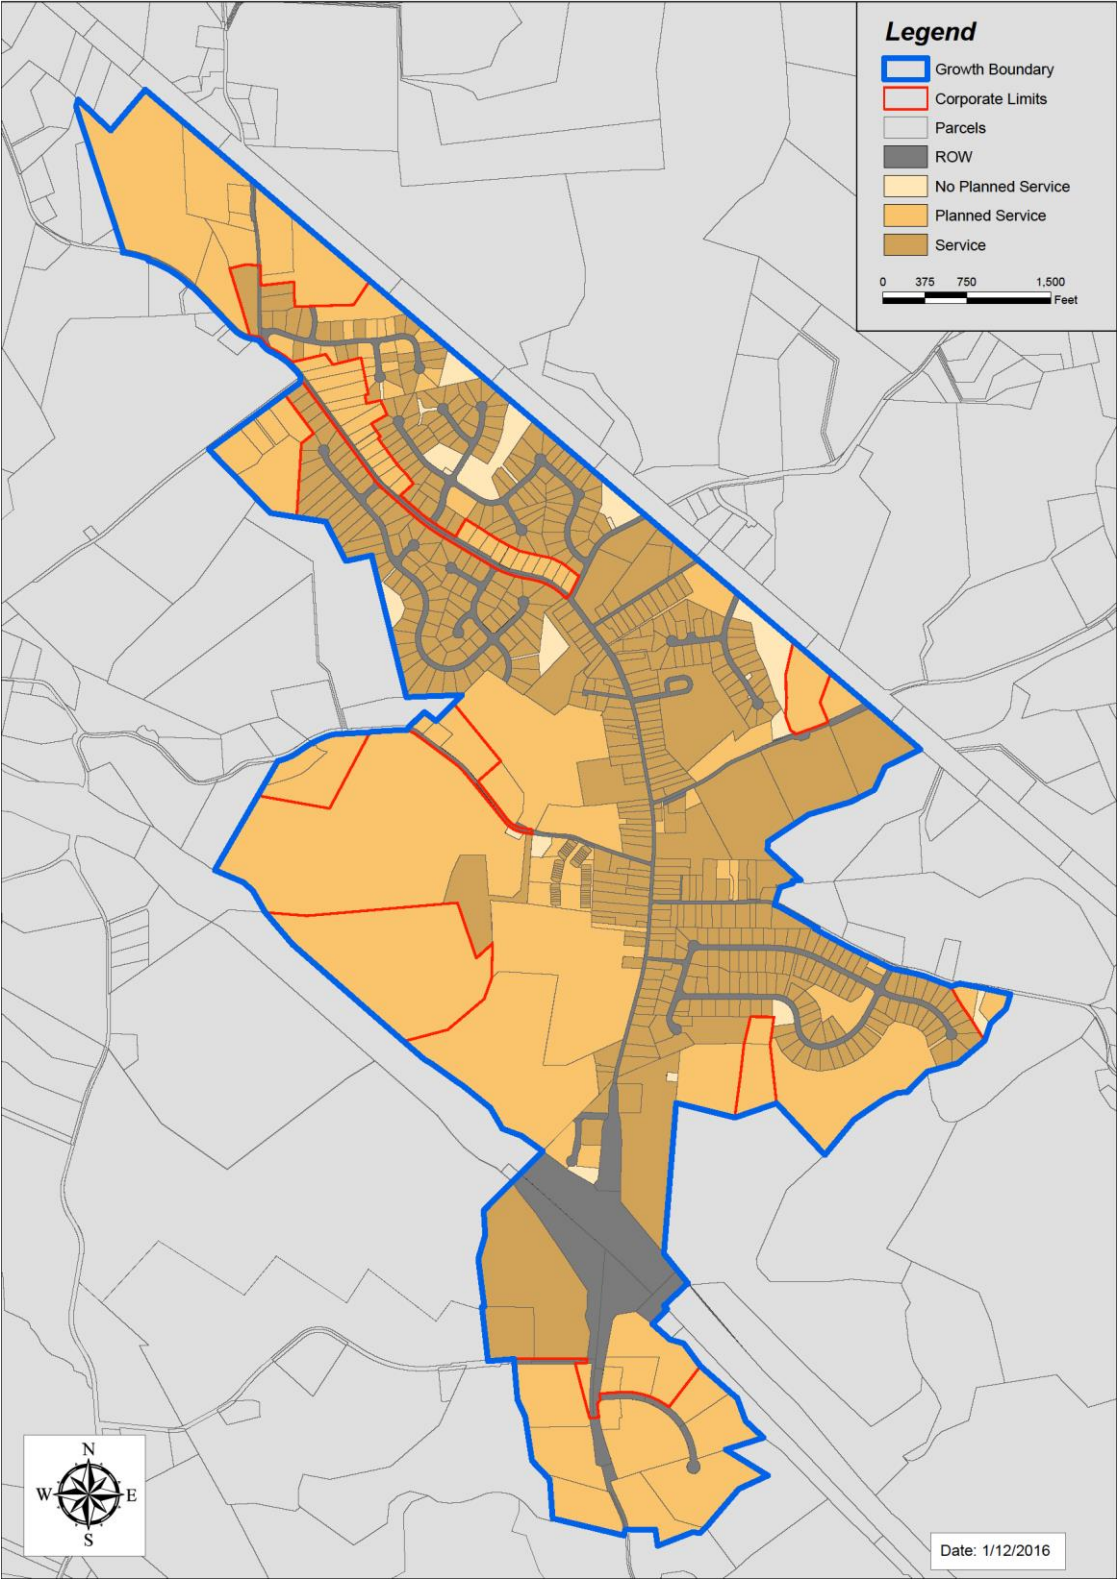 Legend
Growth Boundary
Corporate Limits
Parcels
ROW
No Planned Service
Planned Service
Service
0 375 750 1,500
Feet
N
W E
S
Date: 1/12/2016